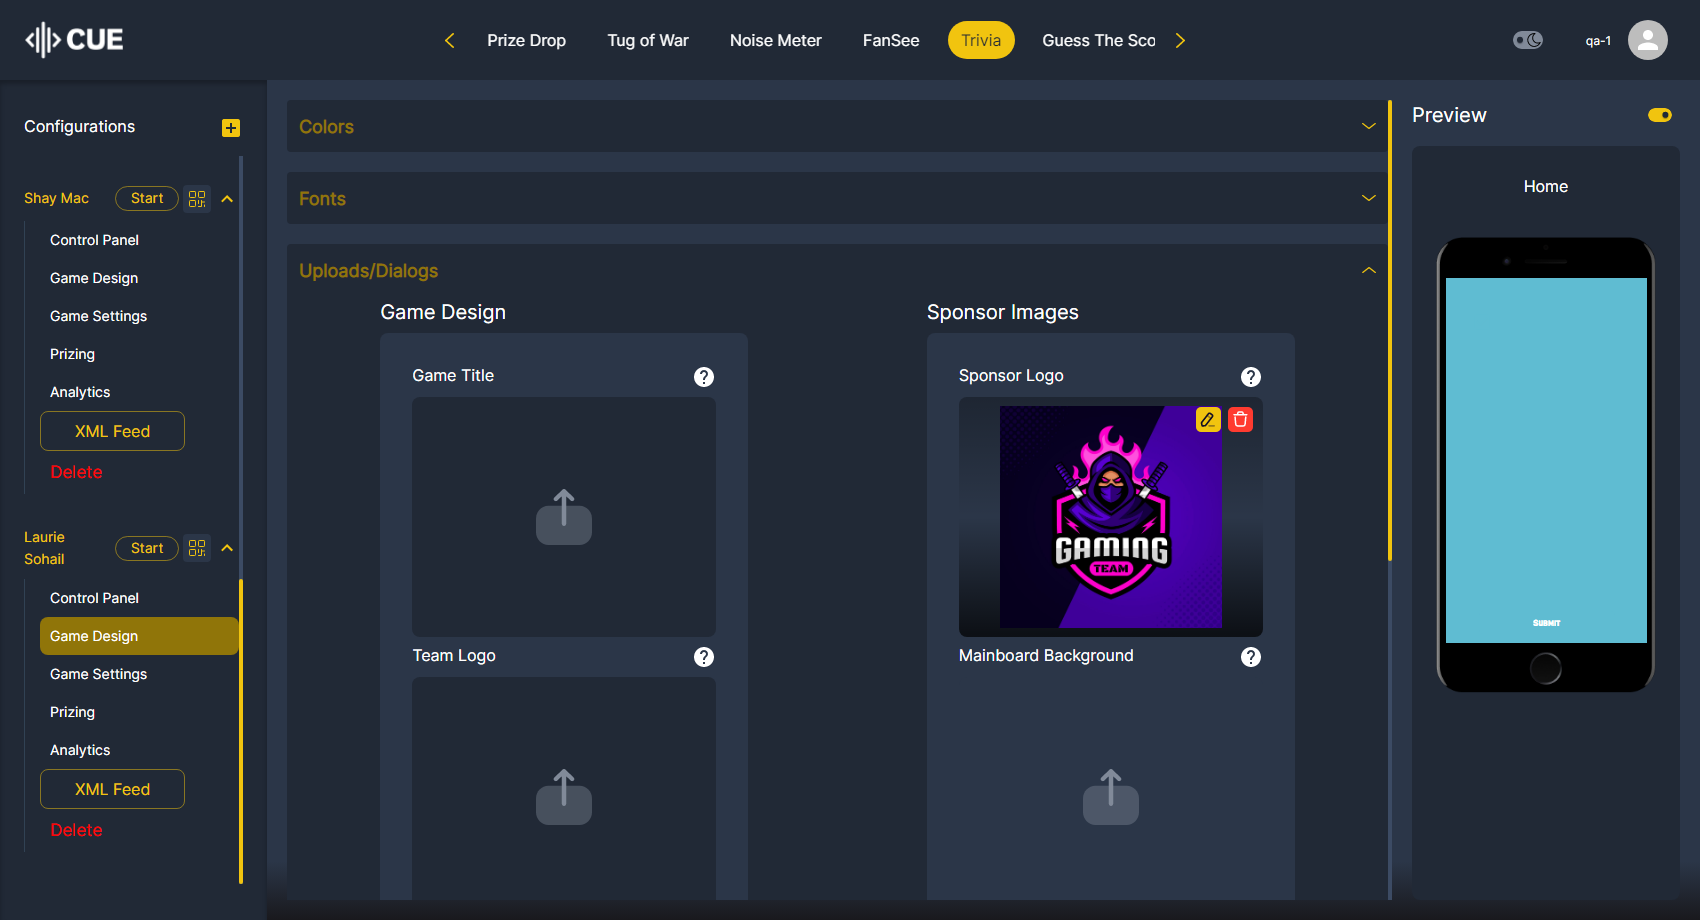 CUE
Prize Drop
Tug of War
Noise Meter
FanSee
Trivia
Guess The Sco
qa-1
Configurations
Shay Mac
Start
Control Panel
Game Design
Game Settings
Prizing
Analytics
XML Feed
Delete
Laurie
Sohail
Start
Control Panel
Game Design
Game Settings
Prizing
Analytics
XML Feed
Delete
Colors
Fonts
Uploads/Dialogs
Game Design
Game Title
Team Logo
Sponsor Images
Sponsor Logo
GAMING
TEAM
Mainboard Background
Preview
Home
SUBMIT